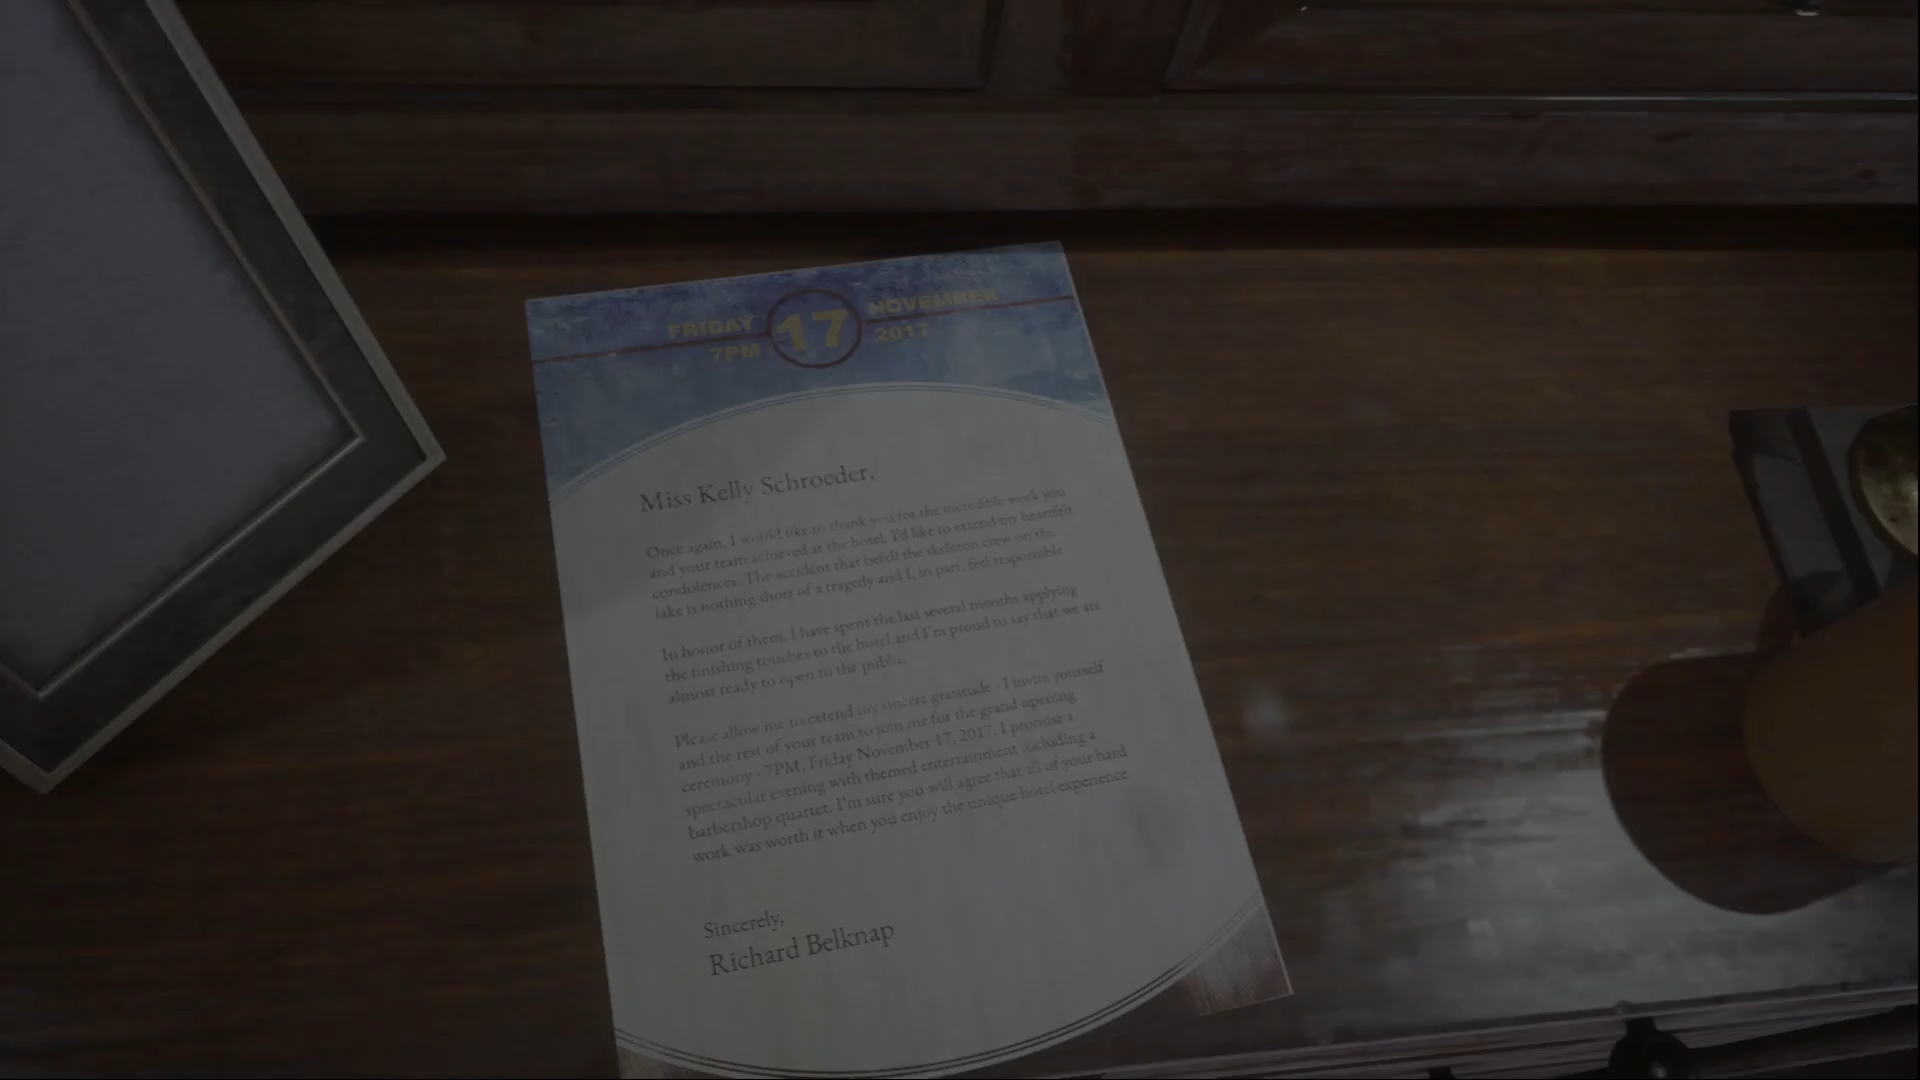 FRIDAY 17 NOVEMBER
7PM 2017
Miss Kelly Schroeder,
Once again, I would like to thank you for the incredible work you
and your team achieved at the hotel. I'd like to extend my heartfelt
condolences. The accident that befell the skeleton crew on the
lake is nothing short of a tragedy and I, in part, feel responsible
In honor of them, I have spent the last several months applying
the finishing touches to the hotel and I'm proud to say that we are
almost ready to open to the public.
Please allow me to extend my sincere gratitude - I invite yourself
and the rest of your team to join me for the grand opening
ceremony - 7PM, Friday November 17, 2017. I promise a
spectacular evening with themed entertainment including a
barbershop quartet. I'm sure you will agree that all of your hard
work was worth it when you enjoy the unique hotel experience.
Sincerely,
Richard Belknap